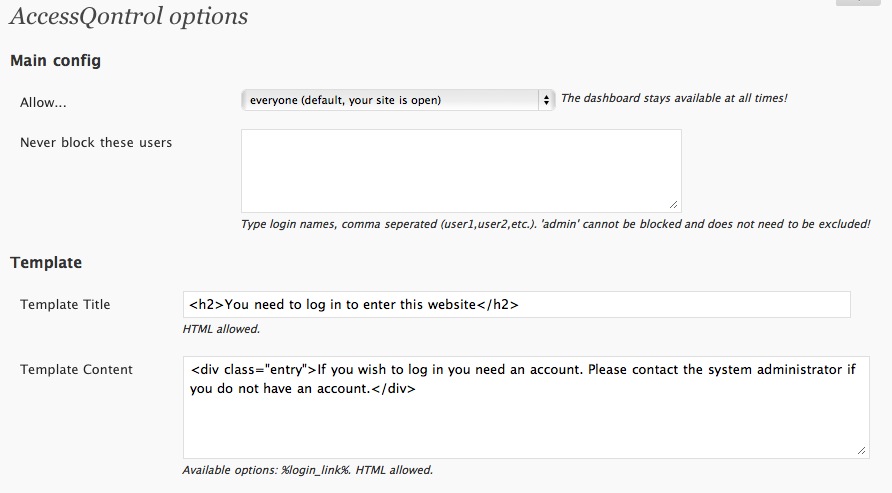 AccessQontrol options
Main config
Allow...
everyone (default, your site is open)
The dashboard stays available at all times!
Never block these users
Type login names, comma seperated (user1,user2,etc.). 'admin' cannot be blocked and does not need to be excluded!
Template
Template Title
<h2>You need to log in to enter this website</h2>
HTML allowed.
Template Content
<div class="entry">If you wish to log in you need an account. Please contact the system administrator if
you do not have an account.</div>
Available options: %login_link%. HTML allowed.